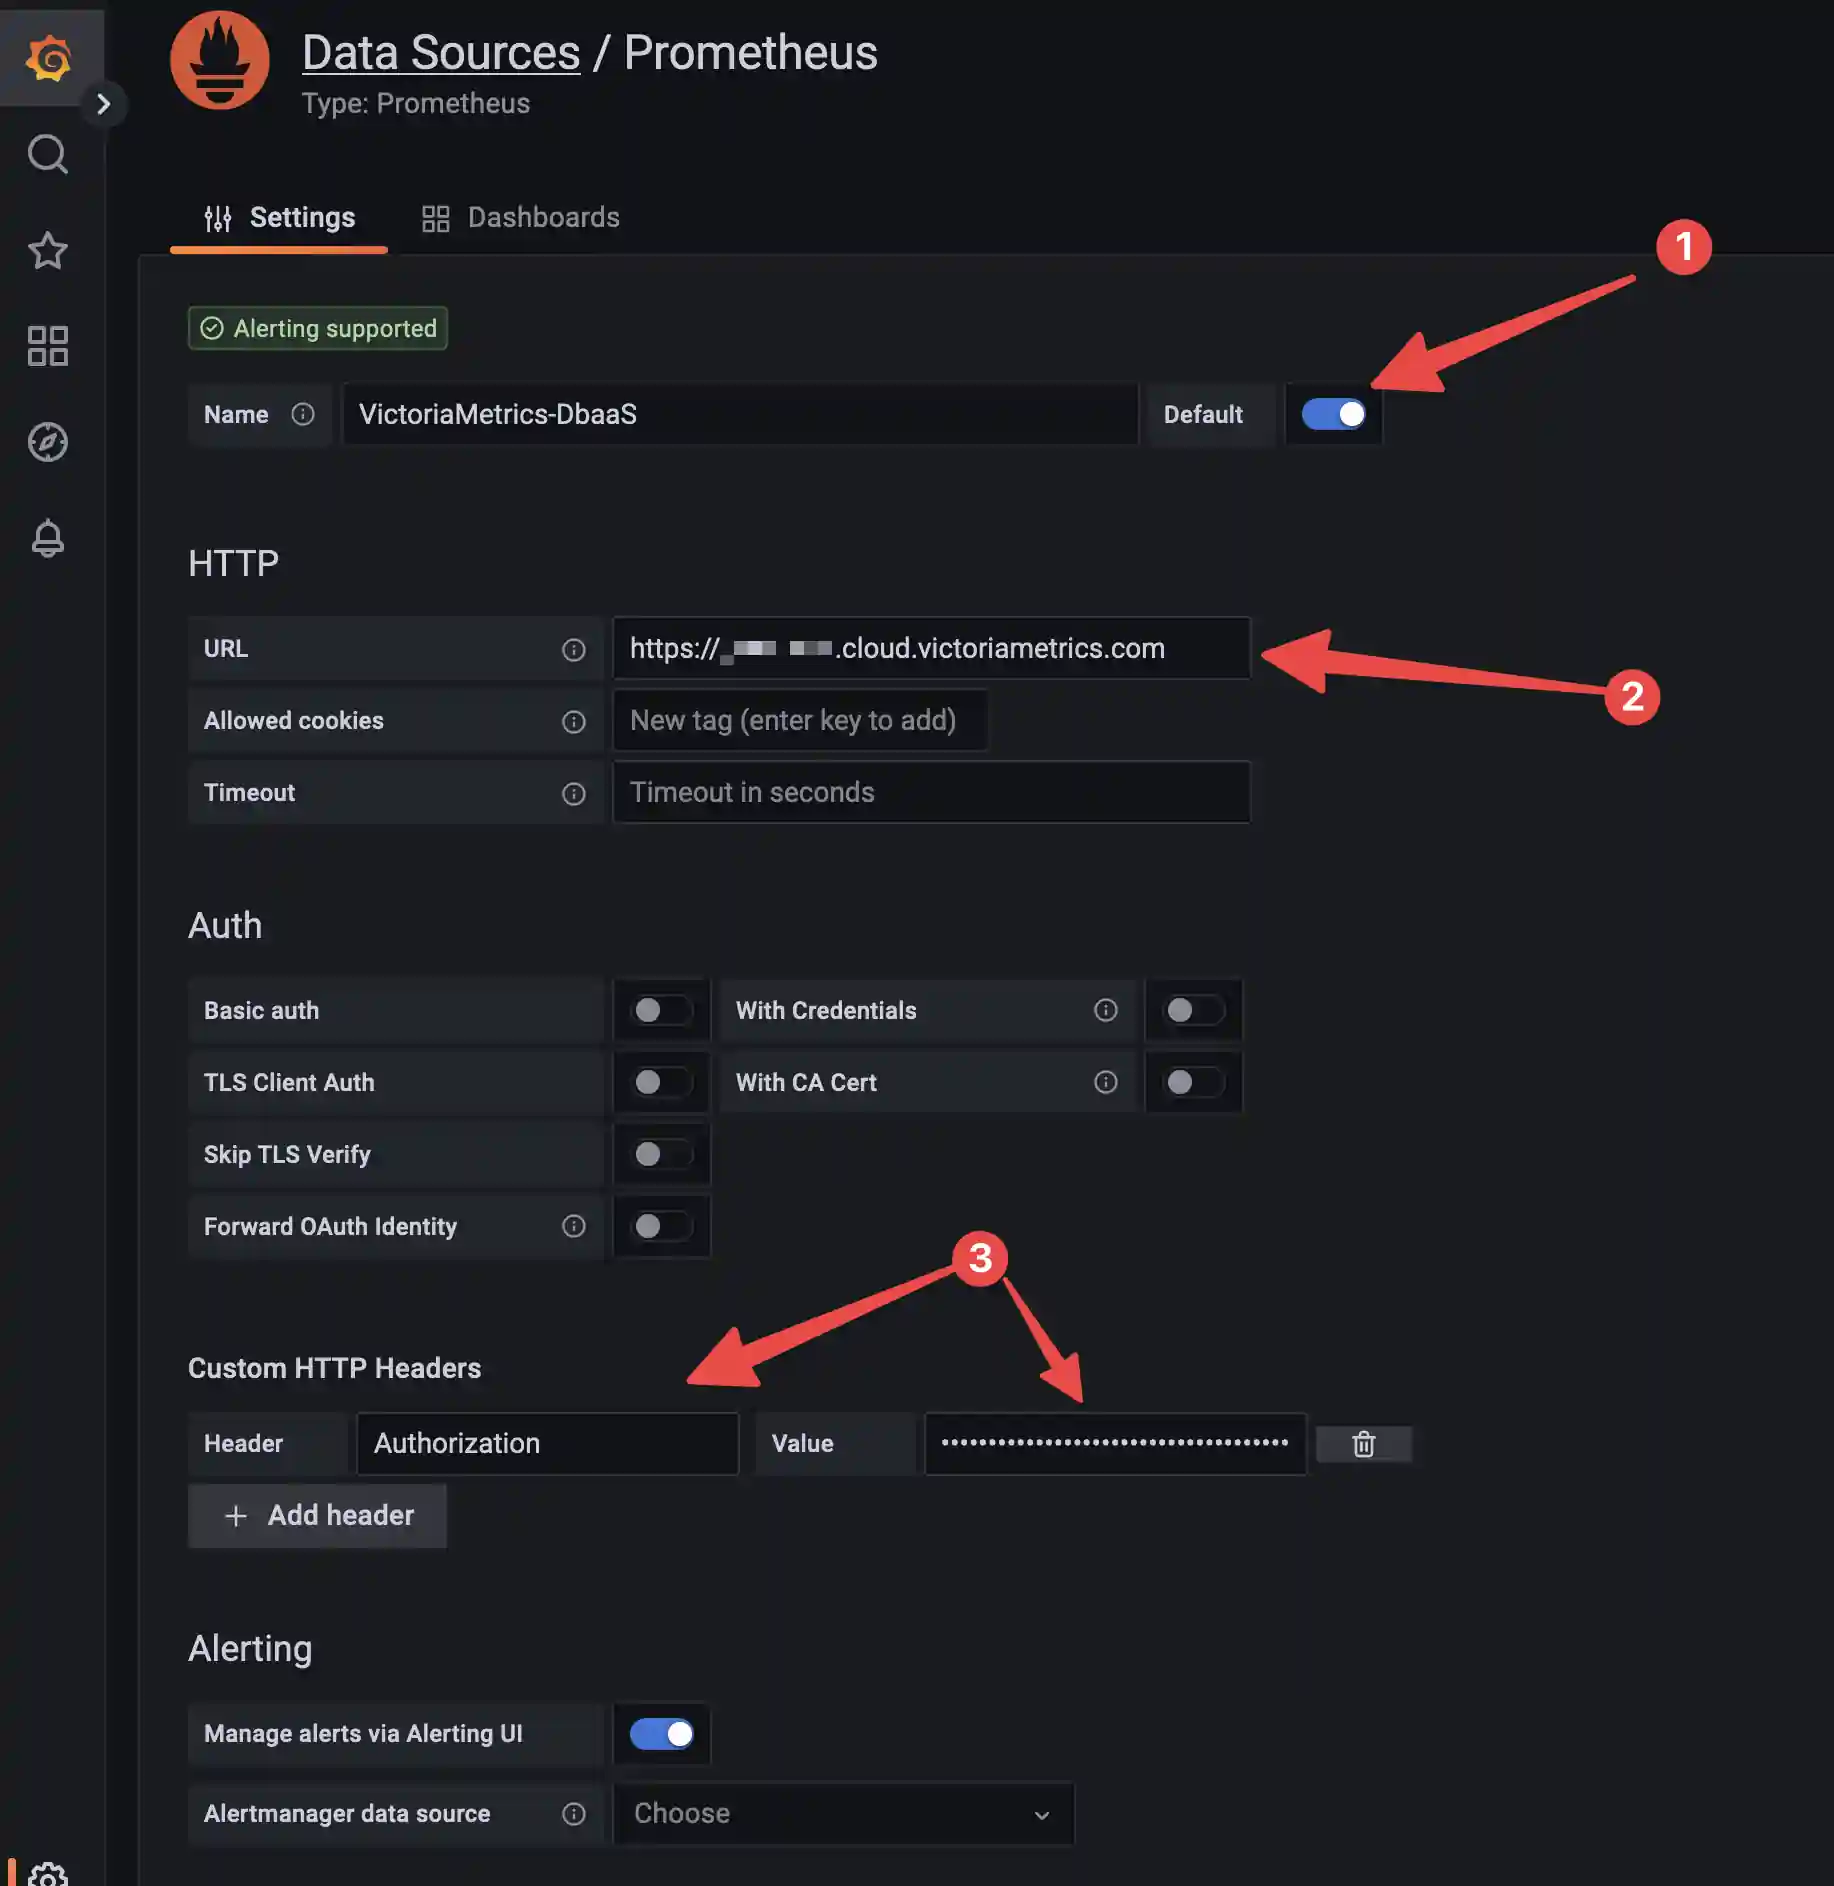 Data Sources / Prometheus
Type: Prometheus
Settings
Dashboards
1
Alerting supported
Name
VictoriaMetrics-DbaaS
Default
HTTP
URL
https://_ .cloud.victoriametrics.com
2
Allowed cookies
New tag (enter key to add)
Timeout
Timeout in seconds
Auth
Basic auth
With Credentials
TLS Client Auth
With CA Cert
Skip TLS Verify
Forward OAuth Identity
3
Custom HTTP Headers
Header
Authorization
Value
•••••••••••••••••••••••••••••••••••••
+ Add header
Alerting
Manage alerts via Alerting UI
Alertmanager data source
Choose